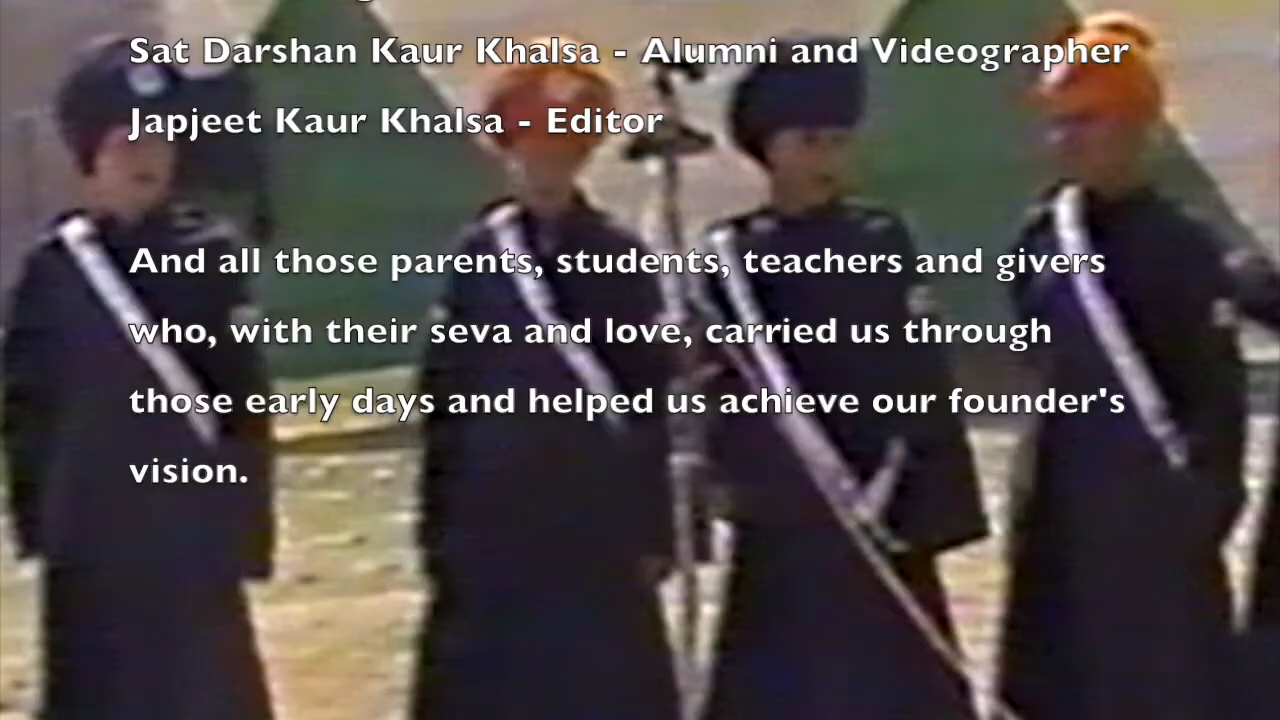 Sat Darshan Kaur Khalsa - Alumni and Videographer
Japjeet Kaur Khalsa - Editor
And all those parents, students, teachers and givers
who, with their seva and love, carried us through
those early days and helped us achieve our founder's
vision.